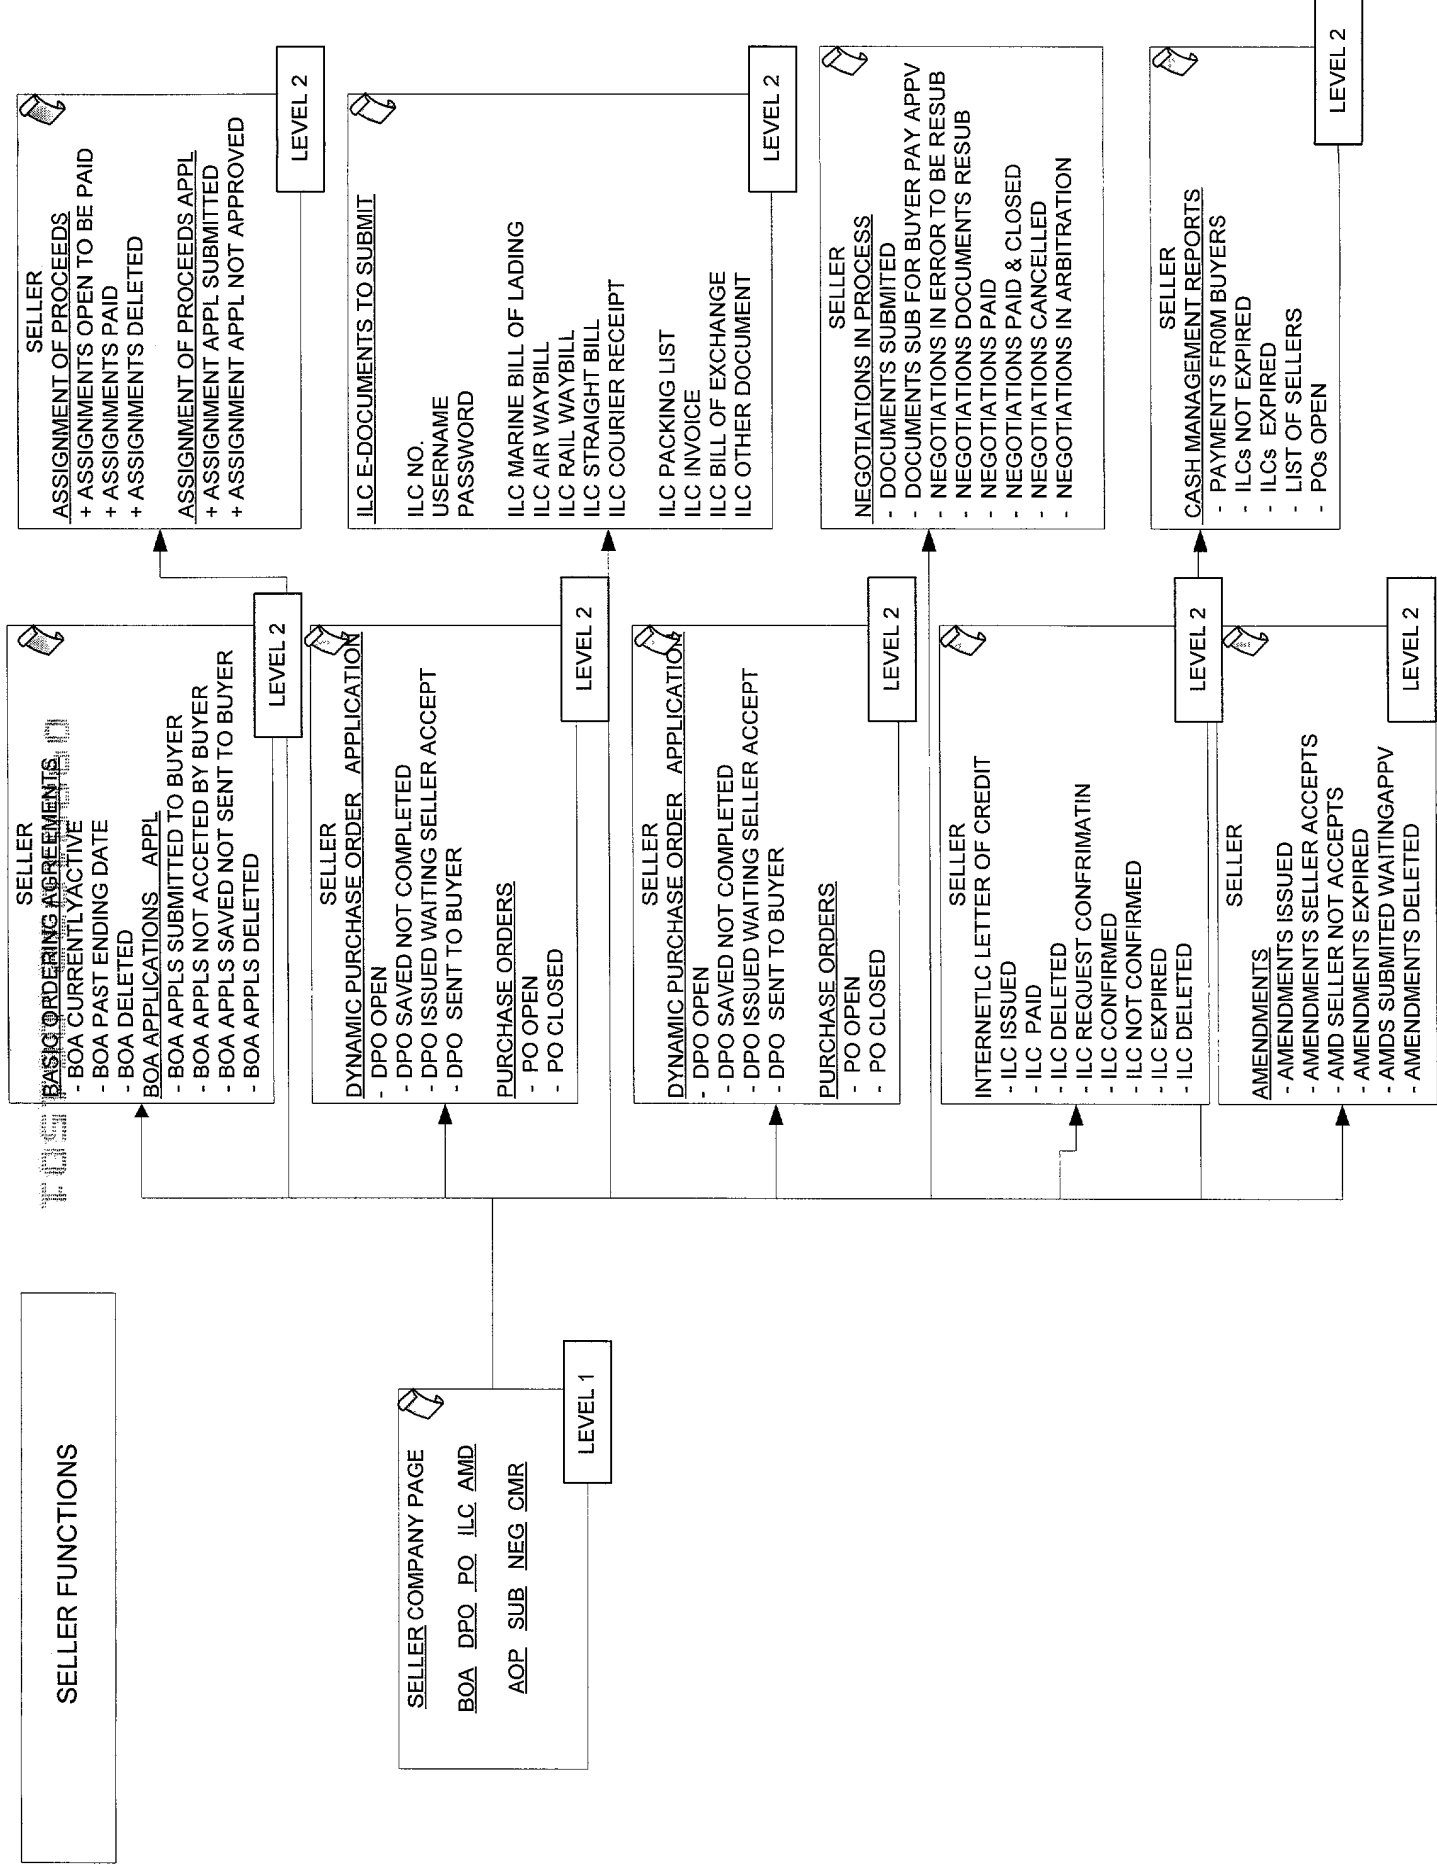 SELLER FUNCTIONS
SELLER COMPANY PAGE
BOA DPO PO ILC AMD
AOP SUB NEG CMR
LEVEL 1
SELLER
BASIC ORDERING AGREEMENTS
- BOA CURRENTLYACTIVE
- BOA PAST ENDING DATE
- BOA DELETED
BOA APPLICATIONS APPL
- BOA APPLS SUBMITTED TO BUYER
- BOA APPLS NOT ACCETED BY BUYER
- BOA APPLS SAVED NOT SENT TO BUYER
- BOA APPLS DELETED
LEVEL 2
SELLER
DYNAMIC PURCHASE ORDER APPLICATION
- DPO OPEN
- DPO SAVED NOT COMPLETED
- DPO ISSUED WAITING SELLER ACCEPT
- DPO SENT TO BUYER
PURCHASE ORDERS
- PO OPEN
- PO CLOSED
LEVEL 2
SELLER
DYNAMIC PURCHASE ORDER APPLICATION
- DPO OPEN
- DPO SAVED NOT COMPLETED
- DPO ISSUED WAITING SELLER ACCEPT
- DPO SENT TO BUYER
PURCHASE ORDERS
- PO OPEN
- PO CLOSED
LEVEL 2
SELLER
INTERNETLC LETTER OF CREDIT
- ILC ISSUED
- ILC PAID
- ILC DELETED
- ILC REQUEST CONFRIMATIN
- ILC CONFIRMED
- ILC NOT CONFIRMED
- ILC EXPIRED
- ILC DELETED
LEVEL 2
SELLER
AMENDMENTS
- AMENDMENTS ISSUED
- AMENDMENTS SELLER ACCEPTS
- AMD SELLER NOT ACCEPTS
- AMENDMENTS EXPIRED
- AMDS SUBMITED WAITINGAPPV
- AMENDMENTS DELETED
LEVEL 2
SELLER
ASSIGNMENT OF PROCEEDS
+ ASSIGNMENTS OPEN TO BE PAID
+ ASSIGNMENTS PAID
+ ASSIGNMENTS DELETED
ASSIGNMENT OF PROCEEDS APPL
+ ASSIGNMENT APPL SUBMITTED
+ ASSIGNMENT APPL NOT APPROVED
LEVEL 2
ILC E-DOCUMENTS TO SUBMIT
ILC NO.
USERNAME
PASSWORD
ILC MARINE BILL OF LADING
ILC AIR WAYBILL
ILC RAIL WAYBILL
ILC STRAIGHT BILL
ILC COURIER RECEIPT
ILC PACKING LIST
ILC INVOICE
ILC BILL OF EXCHANGE
ILC OTHER DOCUMENT
LEVEL 2
SELLER
NEGOTIATIONS IN PROCESS
- DOCUMENTS SUBMITED
- DOCUMENTS SUB FOR BUYER PAY APPV
- NEGOTIATIONS IN ERROR TO BE RESUB
- NEGOTIATIONS DOCUMENTS RESUB
- NEGOTIATIONS PAID
- NEGOTIATIONS PAID & CLOSED
- NEGOTIATIONS CANCELLED
- NEGOTIATIONS IN ARBITRATION
SELLER
CASH MANAGEMENT REPORTS
- PAYMENTS FR0M BUYERS
- ILCs NOT EXPIRED
- ILCs EXPIRED
- LIST OF SELLERS
- POs OPEN
LEVEL 2